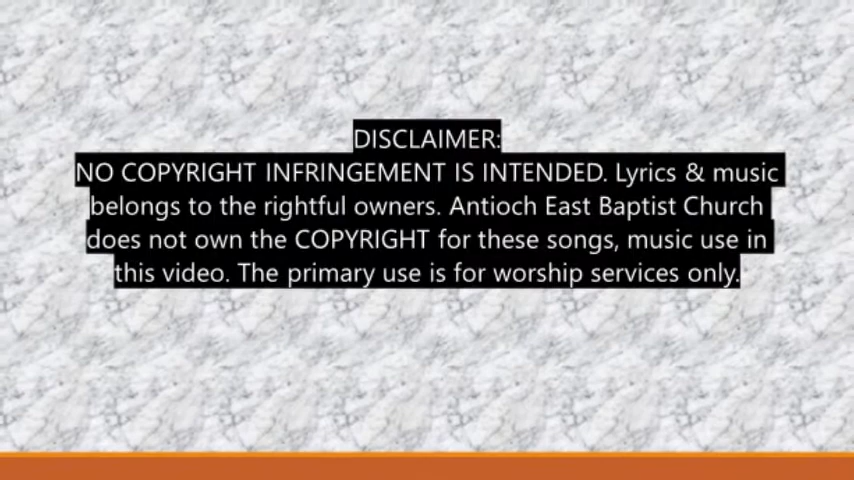 DISCLAIMER:
NO COPYRIGHT INFRINGEMENT IS INTENDED. Lyrics & music
belongs to the rightful owners. Antioch East Baptist Church
does not own the COPYRIGHT for these songs, music use in
this video. The primary use is for worship services only.